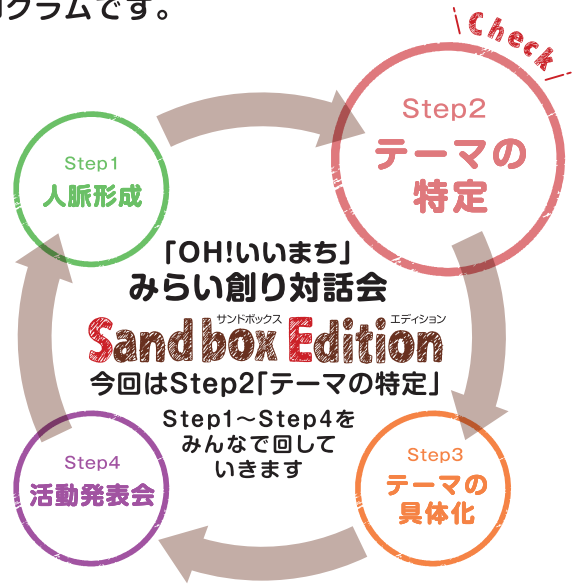 グラムです。
Check
Step2
テーマの
特定
Step1
人脈形成
「OH!いいまち」
みらい創り対話会
サンドボックス エディション
Sandbox Edition
今回はStep2「テーマの特定」
Step1～Step4を
みんなで回して
いきます
Step3
テーマの
具体化
Step4
活動発表会